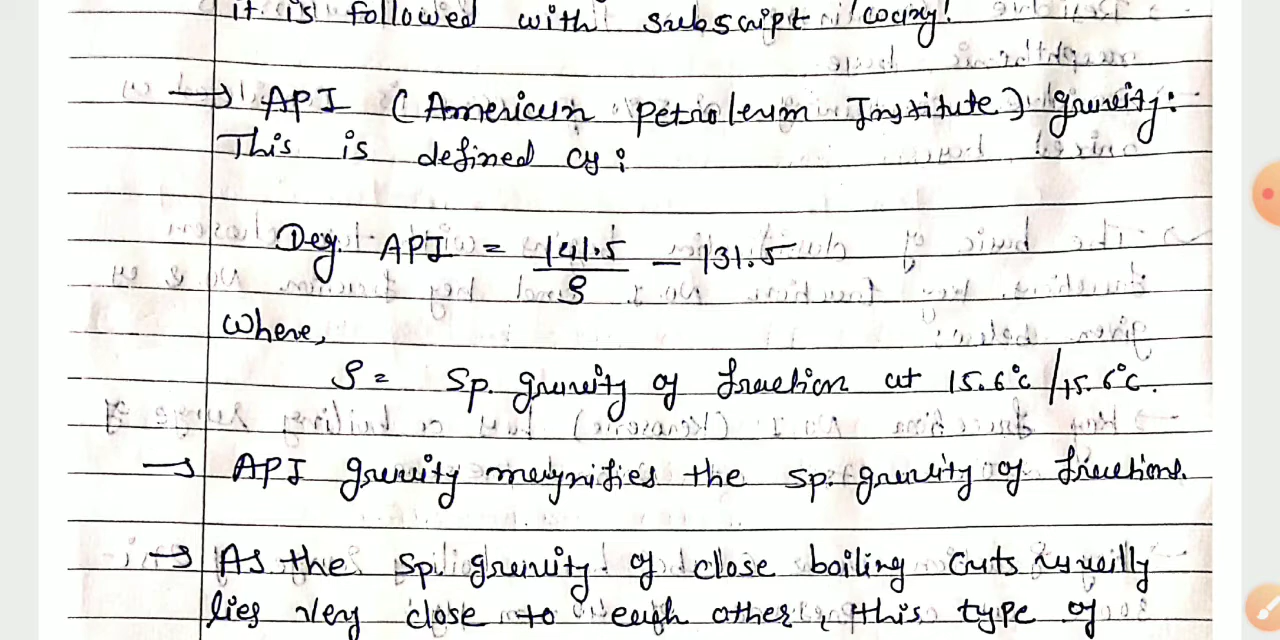 it is followed with subscript
→ API (American Petroleum Institute) gravity:
This is defined as:
Deg. API = 141.5 / S - 131.5
Where,
S = Sp. gravity of fraction at 15.6°c /15.6°c.
→ API gravity magnifies the sp. gravity of fractions.
→ As the sp. gravity of close boiling cuts usually
lies very close to each other, this type of